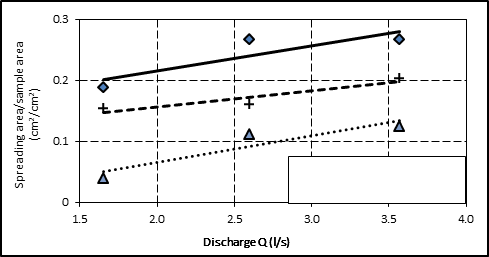 0.3
0.2
0.1
0
Spreading area/sample area
(cm²/cm²)
1.5 2.0 2.5 3.0 3.5 4.0
Discharge Q (l/s)